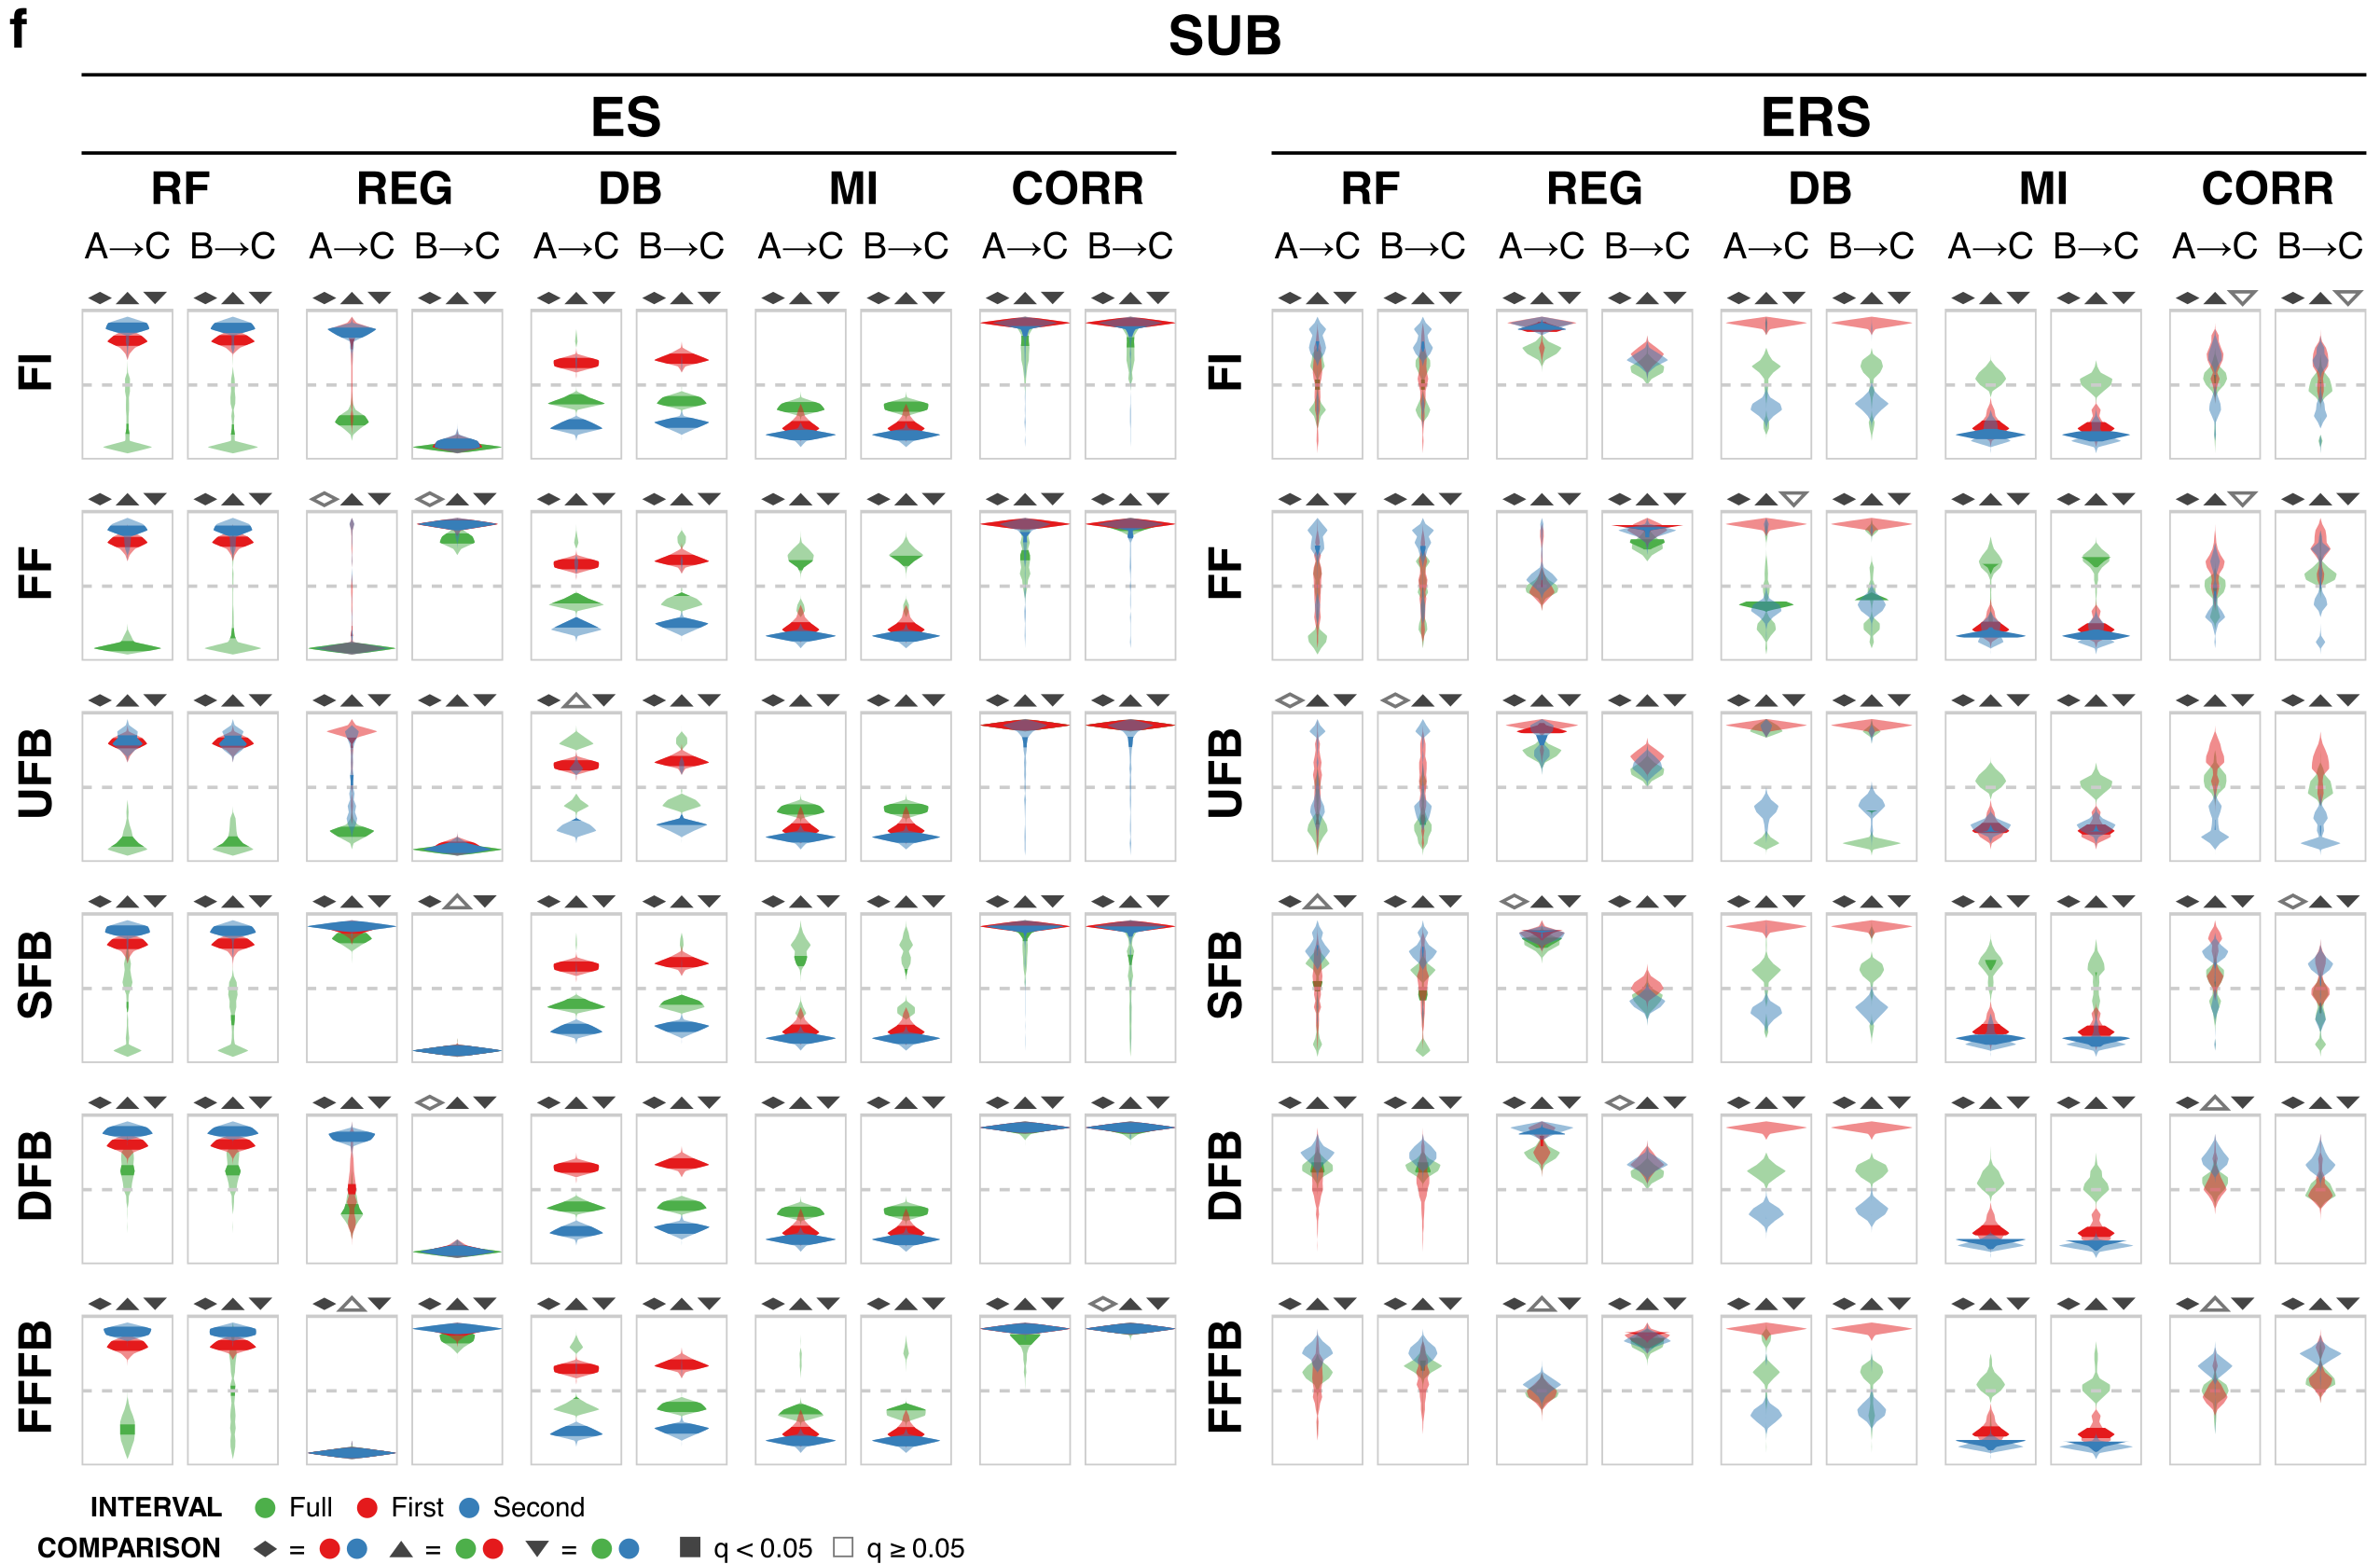 f
SUB
ES ERS
RF REG DB MI CORR RF REG DB MI CORR
A→C B→C A→C B→C A→C B→C A→C B→C A→C B→C A→C B→C A→C B→C A→C B→C A→C B→C A→C B→C
FI FI
FF FF
UFB UFB
SFB SFB
DFB DFB
FFFB FFFB
INTERVAL Full First Second
COMPARISON = = = q < 0.05 q ≥ 0.05